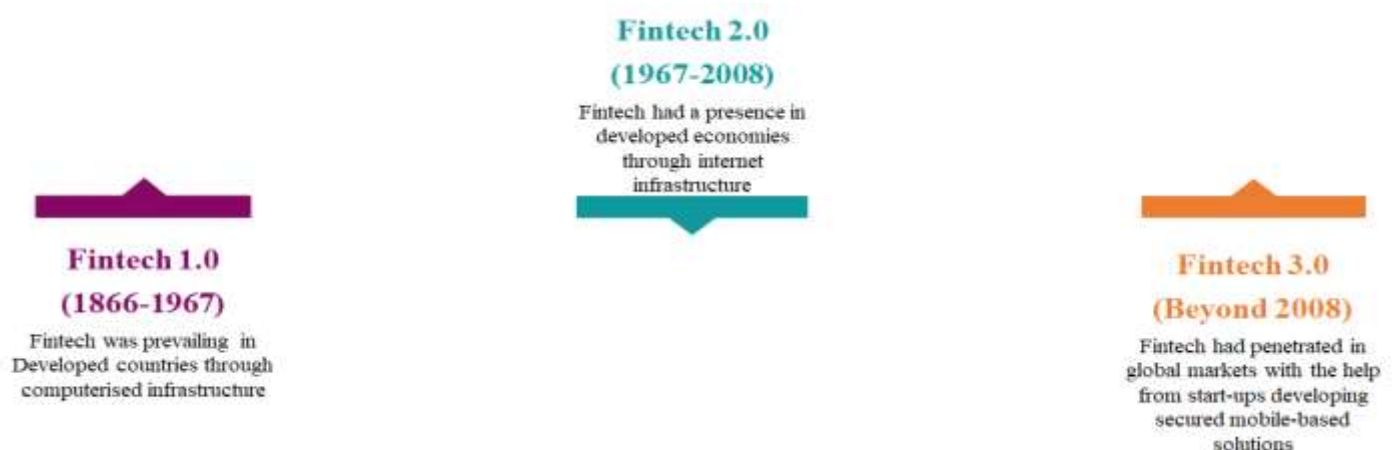 Fintech 1.0
(1866-1967)
Fintech was prevailing in
Developed countries through
computerised infrastructure
Fintech 2.0
(1967-2008)
Fintech had a presence in
developed economies
through internet
infrastructure
Fintech 3.0
(Beyond 2008)
Fintech had penetrated in
global markets with the help
from start-ups developing
secured mobile-based
solutions